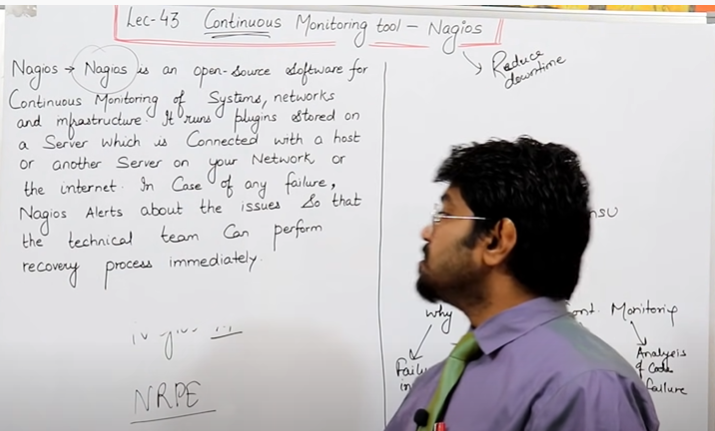 Lec-43 Continuous Monitoring tool - Nagios
Reduce
downtime
Nagios → Nagios is an open-source software for
Continuous Monitoring of Systems, networks
and infrastructure. It runs plugins stored on
a Server which is Connected with a host
or another Server on your Network or
the internet. In Case of any failure,
Nagios Alerts about the issues So that
the technical team Can perform
recovery process immediately.
NRPE
why
Cont. Monitoring
Analysis
of Code
failure